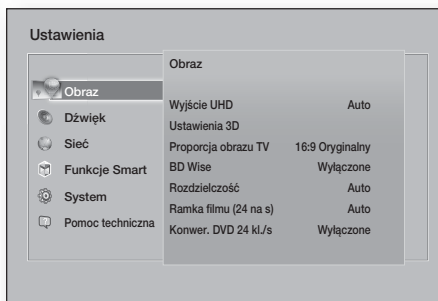 Ustawienia
Obraz
Dźwięk
Sieć
Funkcje Smart
System
Pomoc techniczna
Obraz
Wyjście UHD Auto
Ustawienia 3D
Proporcja obrazu TV 16:9 Oryginalny
BD Wise Wyłączone
Rozdzielczość Auto
Ramka filmu (24 na s) Auto
Konwer. DVD 24 kl./s Wyłączone